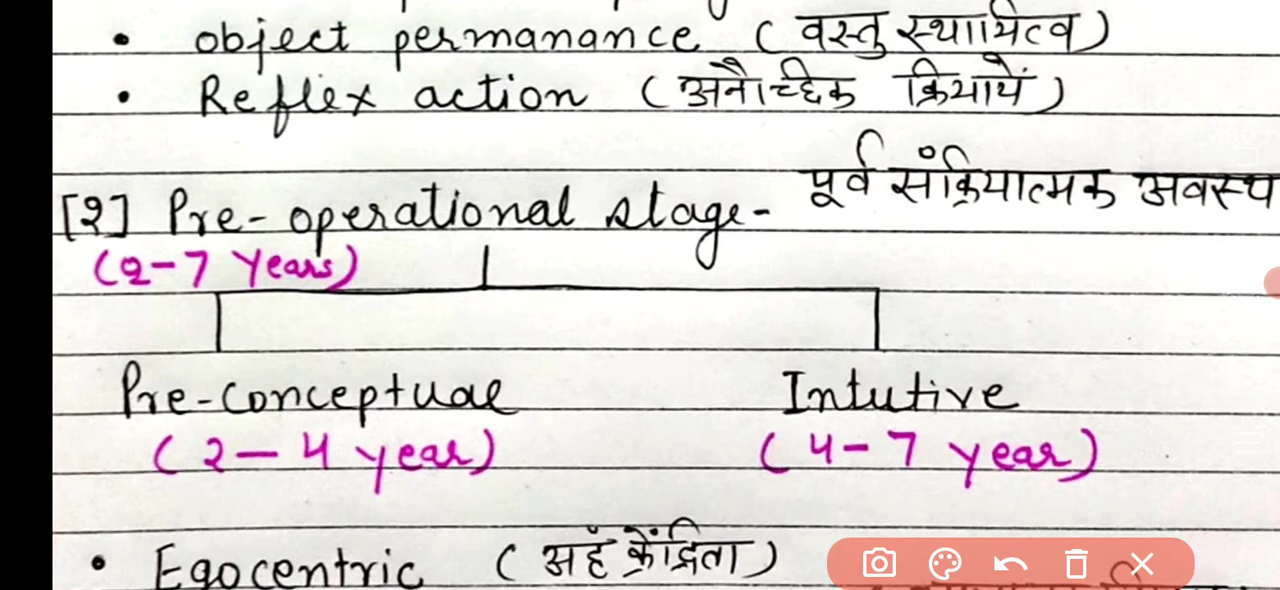 • object permanance ( वस्तु स्थायित्व )
• Reflex action ( अनैाच्छिक क्रियायें )
[2] Pre-operational stage- पूर्व संक्रियात्मक अवस्थ
(2-7 Years)
Pre-conceptual Intutive
(2-4 year) (4-7 year)
• Egocentric ( अहं केंद्रिता )